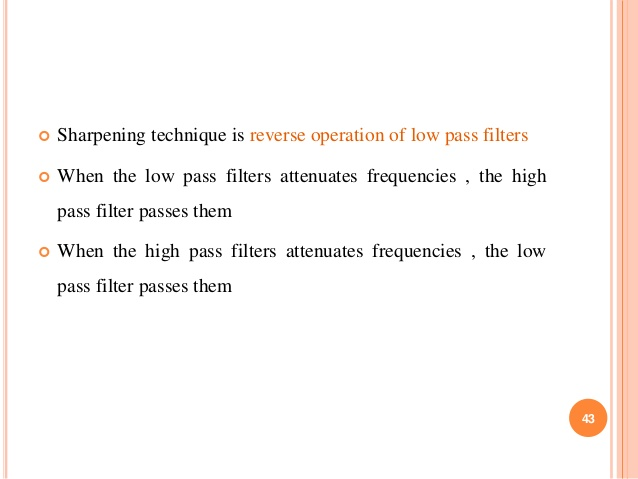 Sharpening technique is reverse operation of low pass filters
When the low pass filters attenuates frequencies , the high
pass filter passes them
When the high pass filters attenuates frequencies , the low
pass filter passes them
43